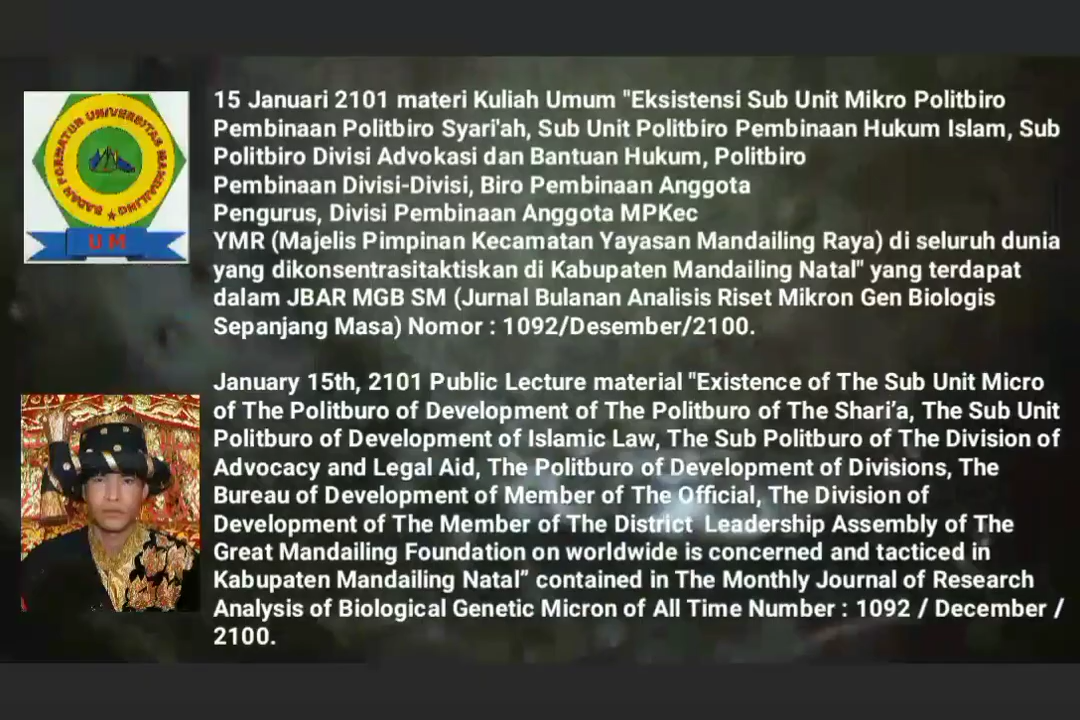 15 Januari 2101 materi Kuliah Umum "Eksistensi Sub Unit Mikro Politbiro
Pembinaan Politbiro Syari'ah, Sub Unit Politbiro Pembinaan Hukum Islam, Sub
Politbiro Divisi Advokasi dan Bantuan Hukum, Politbiro
Pembinaan Divisi-Divisi, Biro Pembinaan Anggota
Pengurus, Divisi Pembinaan Anggota MPKec
YMR (Majelis Pimpinan Kecamatan Yayasan Mandailing Raya) di seluruh dunia
yang dikonsentrasitaktiskan di Kabupaten Mandailing Natal" yang terdapat
dalam JBAR MGB SM (Jurnal Bulanan Analisis Riset Mikron Gen Biologis
Sepanjang Masa) Nomor : 1092/Desember/2100.
BADAN FORMATUR UNIVERSITAS MANDAILING
UM
January 15th, 2101 Public Lecture material "Existence of The Sub Unit Micro
of The Politburo of Development of The Politburo of The Shari’a, The Sub Unit
Politburo of Development of Islamic Law, The Sub Politburo of The Division of
Advocacy and Legal Aid, The Politburo of Development of Divisions, The
Bureau of Development of Member of The Official, The Division of
Development of The Member of The District Leadership Assembly of The
Great Mandailing Foundation on worldwide is concerned and tacticed in
Kabupaten Mandailing Natal” contained in The Monthly Journal of Research
Analysis of Biological Genetic Micron of All Time Number : 1092 / December /
2100.